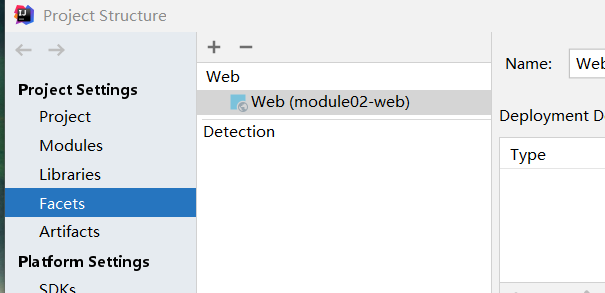 Project Structure
Project Settings
Project
Modules
Libraries
Facets
Artifacts
Platform Settings
SDKs
Web
Web (module02-web)
Detection
Name:
Web
Deployment D
Type